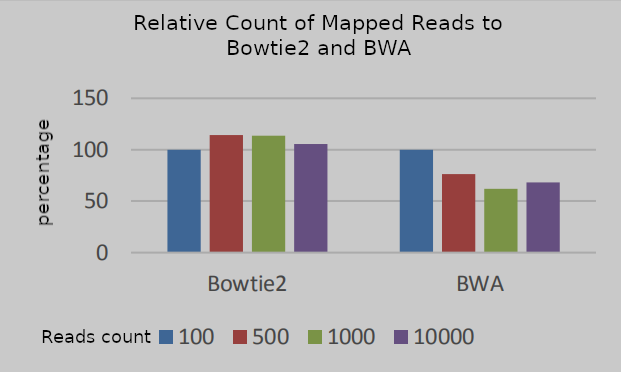 Relative Count of Mapped Reads to
Bowtie2 and BWA
percentage
150
100
50
0
Bowtie2 BWA
Reads count 100 500 1000 10000